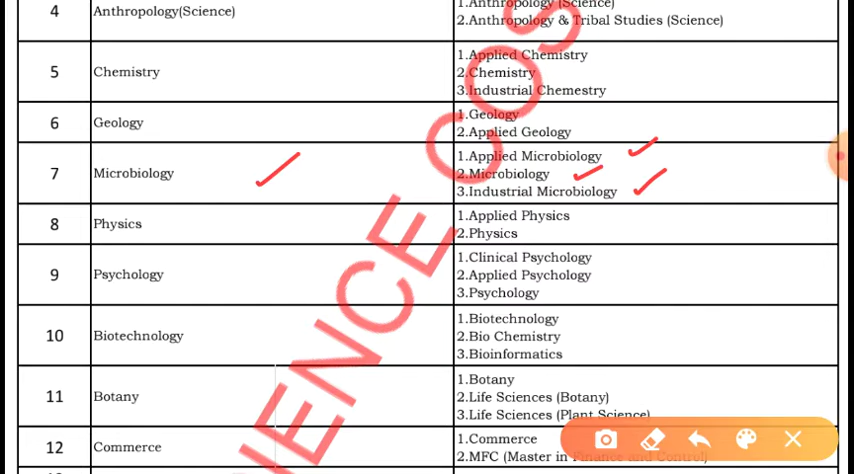 4 Anthropology(Science) 1.Anthropology (Science)
2.Anthropology & Tribal Studies (Science)
5 Chemistry 1.Applied Chemistry
2.Chemistry
3.Industrial Chemestry
6 Geology 1.Geology
2.Applied Geology
7 Microbiology 1.Applied Microbiology
2.Microbiology
3.Industrial Microbiology
8 Physics 1.Applied Physics
2.Physics
9 Psychology 1.Clinical Psychology
2.Applied Psychology
3.Psychology
10 Biotechnology 1.Biotechnology
2.Bio Chemistry
3.Bioinformatics
11 Botany 1.Botany
2.Life Sciences (Botany)
3.Life Sciences (Plant Science)
12 Commerce 1.Commerce
2.MFC (Master in Finance and Control)
IENCE COS